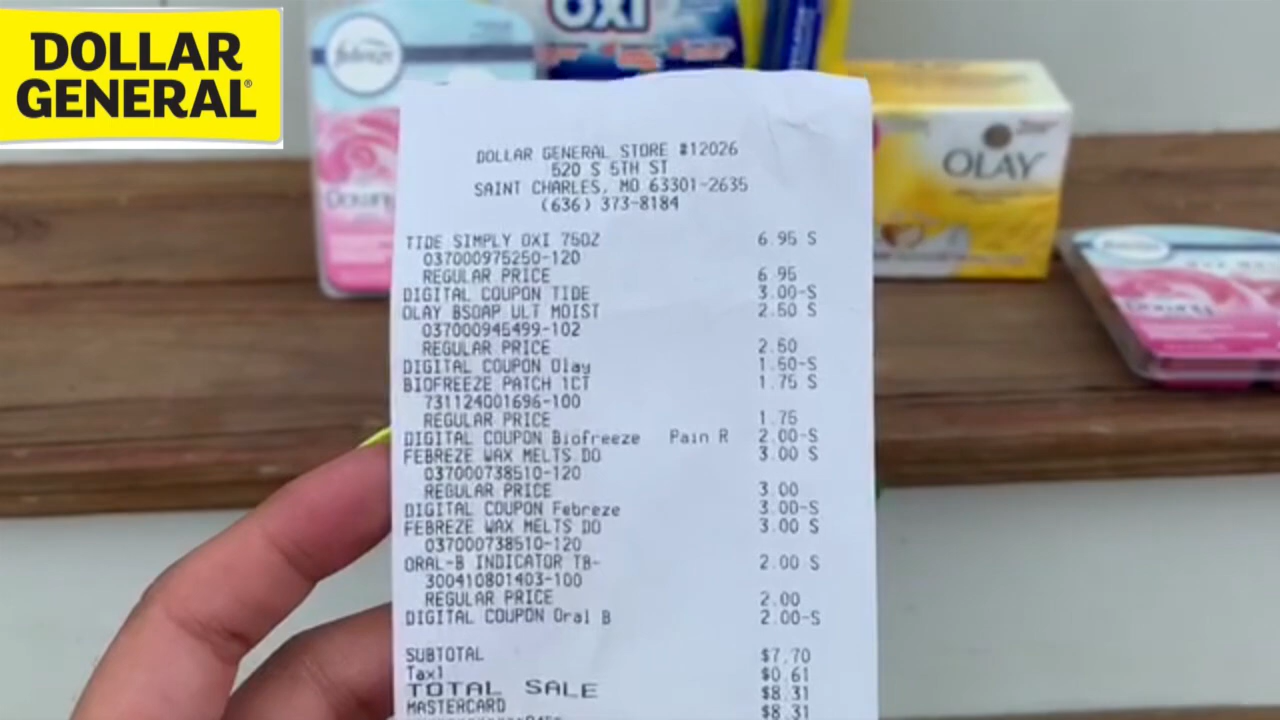 DOLLAR
GENERAL®
febreze
OXI
Downy
OLAY
DOLLAR GENERAL STORE #12026
520 S 5TH ST
SAINT CHARLES, MO 63301-2635
(636) 373-8184
TIDE SIMPLY OXI 75OZ 6.95 S
037000975250-120
REGULAR PRICE 6.95
DIGITAL COUPON TIDE 3.00-S
OLAY BSOAP ULT MOIST 2.50 S
037000945499-102
REGULAR PRICE 2.50
DIGITAL COUPON Olay 1.50-S
BIOFREEZE PATCH 1CT 1.75 S
731124001696-100
REGULAR PRICE 1.75
DIGITAL COUPON Biofreeze Pain R 2.00-S
FEBREZE WAX MELTS DO 3.00 S
037000738510-120
REGULAR PRICE 3.00
DIGITAL COUPON Febreze 3.00-S
FEBREZE WAX MELTS DO 3.00 S
037000738510-120
ORAL-B INDICATOR TB- 2.00 S
300410801403-100
REGULAR PRICE 2.00
DIGITAL COUPON Oral B 2.00-S
SUBTOTAL $7.70
Tax1 $0.61
TOTAL SALE $8.31
MASTERCARD $8.31